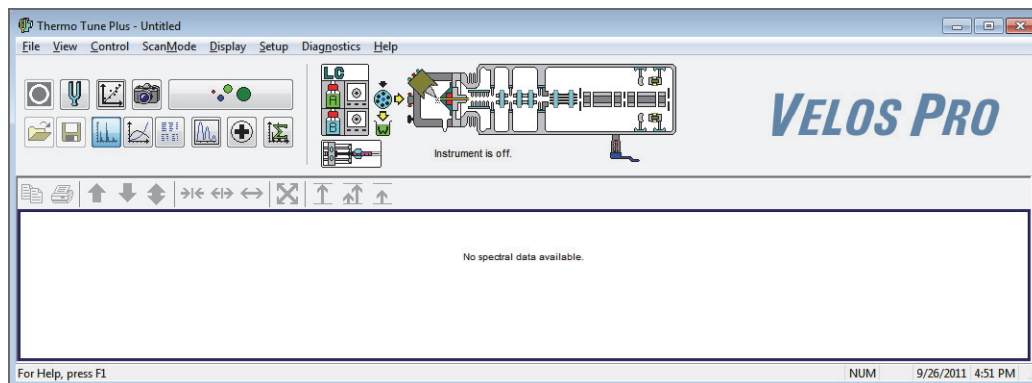 Thermo Tune Plus - Untitled
File View Control ScanMode Display Setup Diagnostics Help
LC
A
B
Instrument is off.
VELOS PRO
No spectral data available.
For Help, press F1 NUM 9/26/2011 4:51 PM